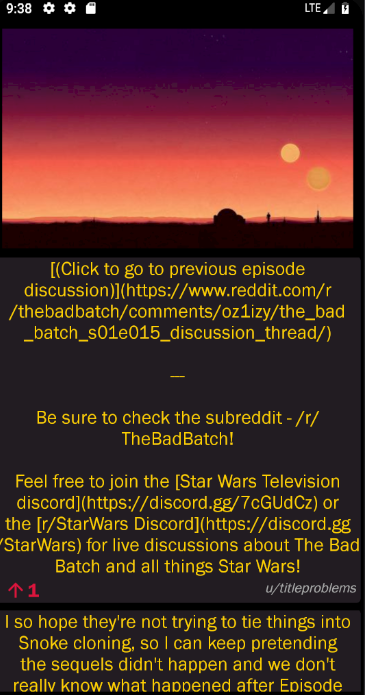 9:38
LTE
[(Click to go to previous episode
discussion)](https://www.reddit.com/r
/thebadbatch/comments/oz1izy/the_bad
_batch_s01e015_discussion_thread/)
__
Be sure to check the subreddit - /r/
TheBadBatch!
Feel free to join the [Star Wars Television
discord](https://discord.gg/7cGUdCz) or
the [r/StarWars Discord](https://discord.gg
/StarWars) for live discussions about The Bad
Batch and all things Star Wars!
1
u/titleproblems
I so hope they're not trying to tie things into
Snoke cloning, so I can keep pretending
the sequels didn't happen and we don't
really know what happened after Episode